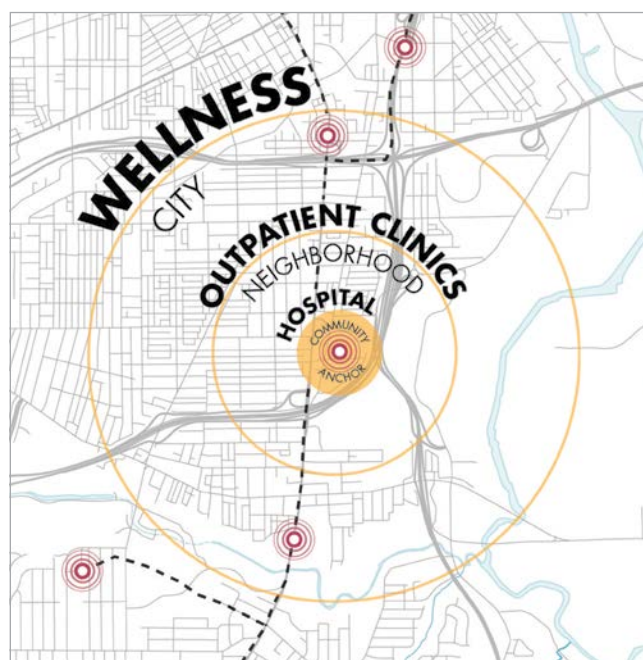 WELLNESS
CITY
OUTPATIENT CLINICS
NEIGHBORHOOD
HOSPITAL
COMMUNITY
ANCHOR